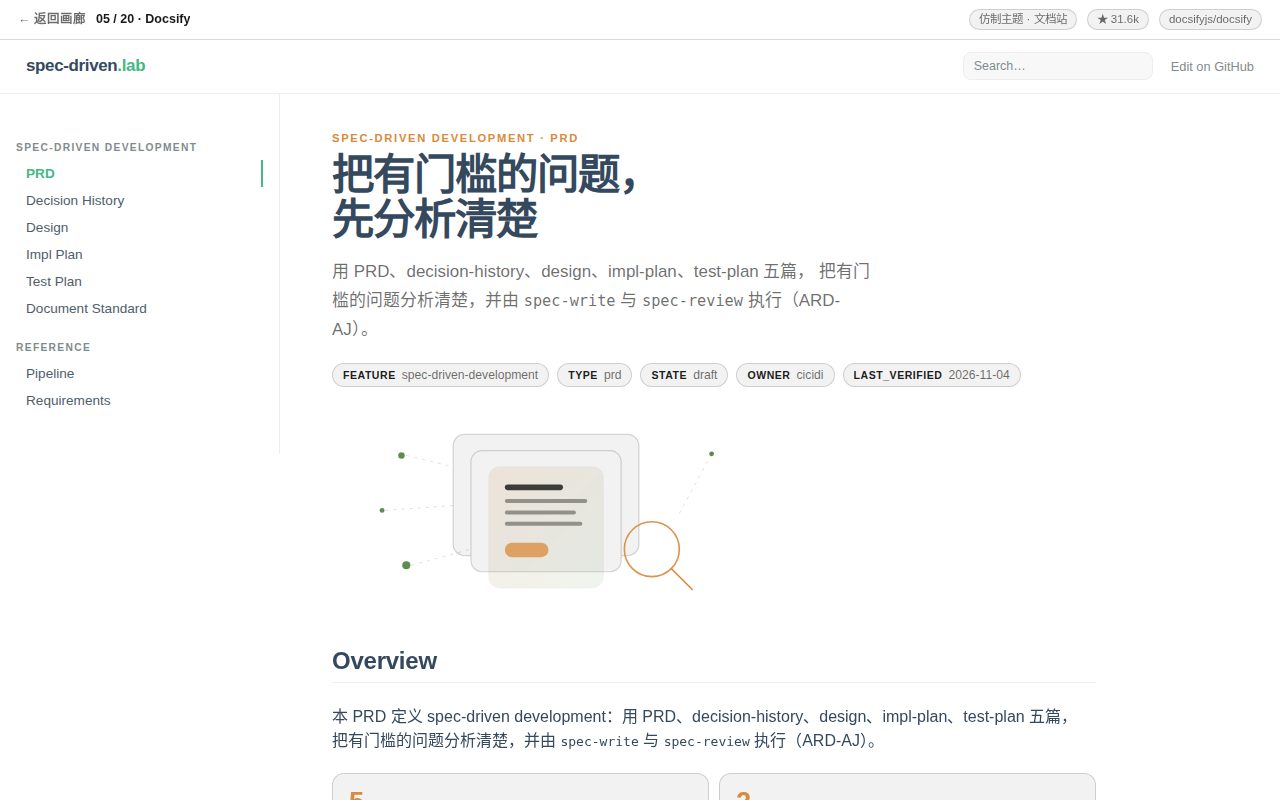 ← 返回画廊 05 / 20 · Docsify
仿制主题 · 文档站 ★ 31.6k docsifyjs/docsify
spec-driven.lab
Search…
Edit on GitHub
SPEC-DRIVEN DEVELOPMENT
PRD
Decision History
Design
Impl Plan
Test Plan
Document Standard
REFERENCE
Pipeline
Requirements
SPEC-DRIVEN DEVELOPMENT · PRD
把有门槛的问题，
先分析清楚
用 PRD、decision-history、design、impl-plan、test-plan 五篇， 把有门
槛的问题分析清楚，并由 spec-write 与 spec-review 执行（ARD-
AJ）。
FEATURE spec-driven-development TYPE prd STATE draft OWNER cicidi LAST_VERIFIED 2026-11-04
Overview
本 PRD 定义 spec-driven development：用 PRD、decision-history、design、impl-plan、test-plan 五篇，
把有门槛的问题分析清楚，并由 spec-write 与 spec-review 执行（ARD-AJ）。